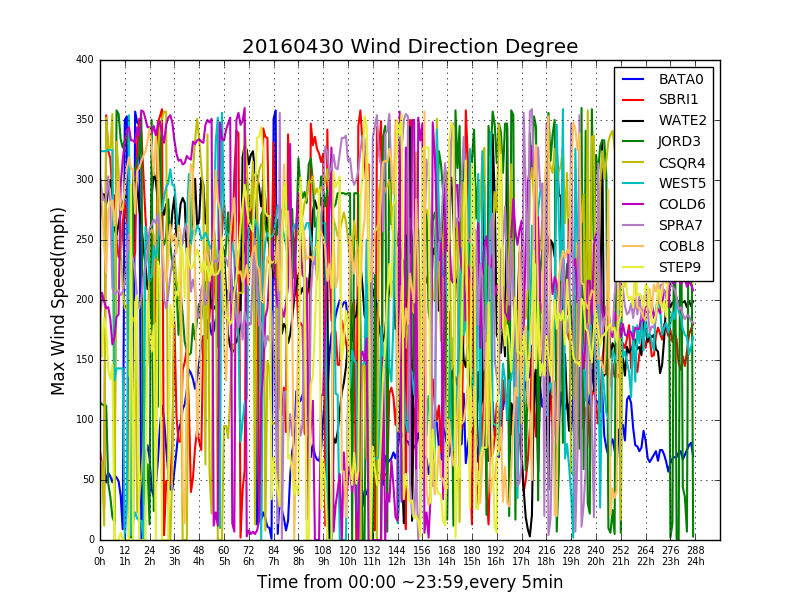 20160430 Wind Direction Degree
400
350
300
250
200
150
100
50
0
Max Wind Speed(mph)
BATA0
SBRI1
WATE2
JORD3
CSQR4
WEST5
COLD6
SPRA7
COBL8
STEP9
0 12 24 36 48 60 72 84 96 108 120 132 144 156 168 180 192 204 216 228 240 252 264 276 288
0h 1h 2h 3h 4h 5h 6h 7h 8h 9h 10h 11h 12h 13h 14h 15h 16h 17h 18h 19h 20h 21h 22h 23h 24h
Time from 00:00 ~23:59,every 5min